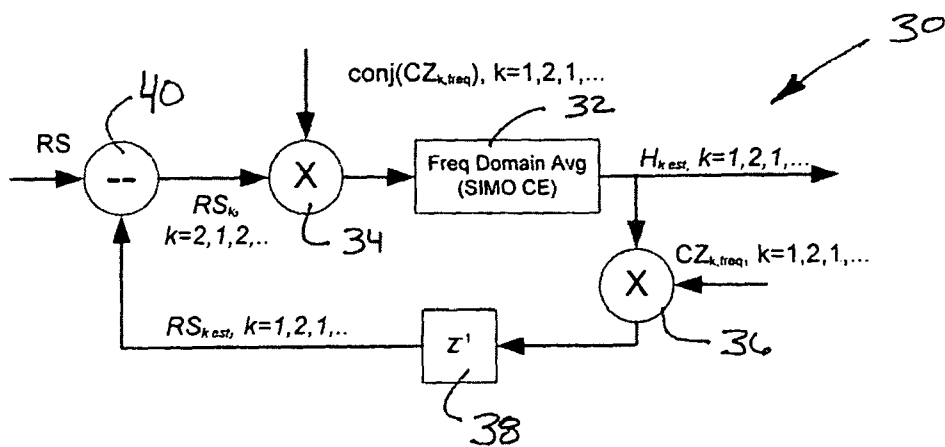 30
conj(CZk,freq), k=1,2,1,...
40
32
RS
--
X
Freq Domain Avg
(SIMO CE)
Hk est, k=1,2,1,...
RSk,
k=2,1,2,..
34
CZk,freq, k=1,2,1,...
X
RSk est, k=1,2,1,..
z-1
36
38